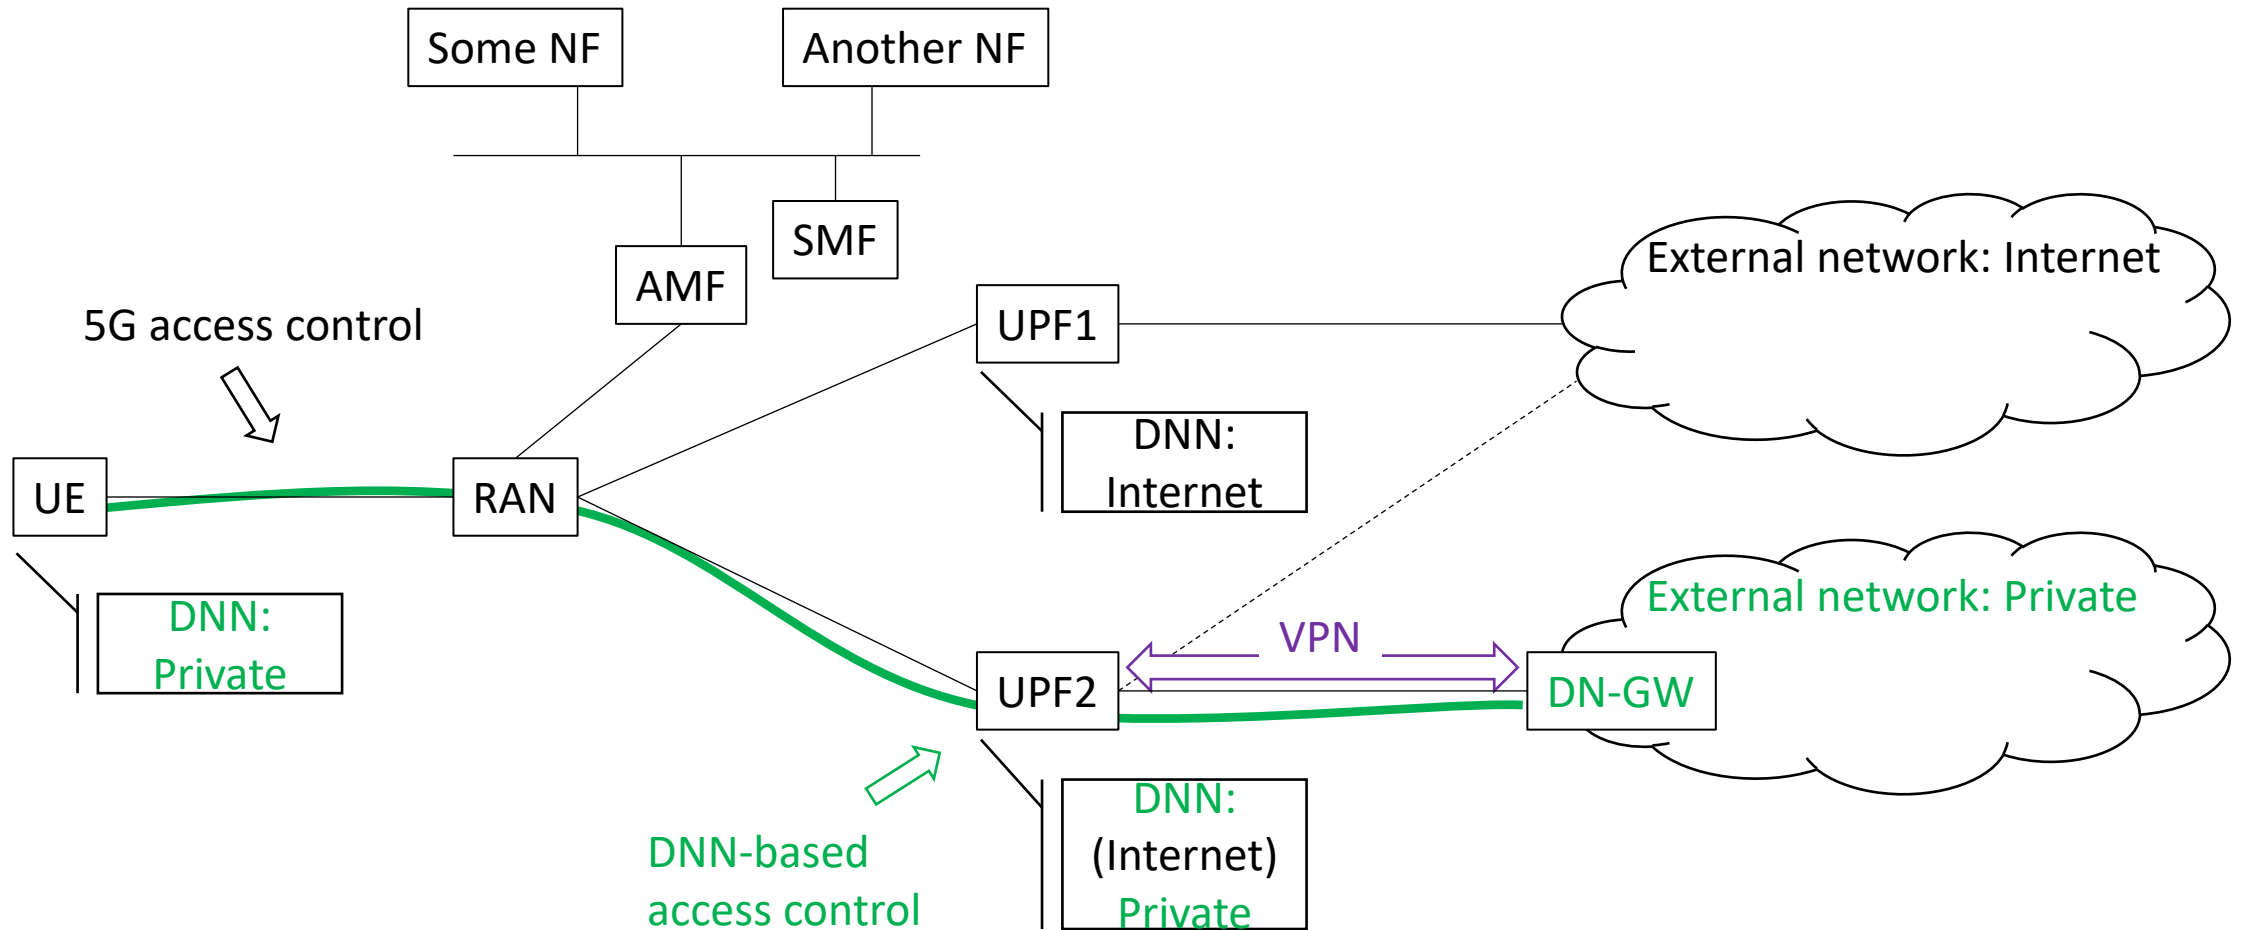 Some NF
Another NF
SMF
AMF
External network: Internet
5G access control
UPF1
DNN:
Internet
UE
RAN
DNN:
Private
External network: Private
VPN
UPF2
DN-GW
DNN:
(Internet)
Private
DNN-based
access control